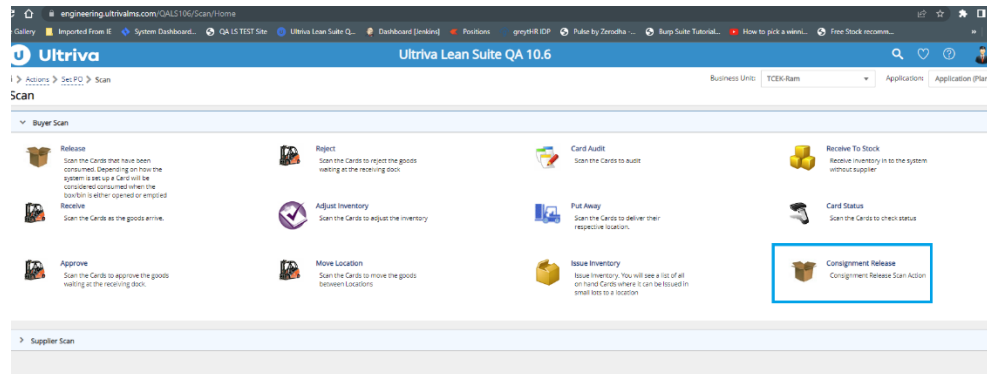 engineering.ultrivalms.com/QALS106/Scan/Home
Gallery Imported From IE System Dashboard... QA LS TEST Site Ultriva Lean Suite Q... Dashboard [Jenkins] Positions greytHR IDP Pulse by Zerodha -... Burp Suite Tutorial... How to pick a winni... Free Stock recomm... »
Ultriva
Ultriva Lean Suite QA 10.6
> Actions > Set PO > Scan
Business Unit: TCEK-Ram Application: Application (Plan
Scan
Buyer Scan
Release
Scan the Cards that have been
consumed. Depending on how the
system is set up a Card will be
considered consumed when the
box/bin is either opened or emptied
Reject
Scan the Cards to reject the goods
waiting at the receiving dock
Card Audit
Scan the Cards to audit
Receive To Stock
Receive inventory in to the system
without supplier
Receive
Scan the Cards as the goods arrive.
Adjust Inventory
Scan the Cards to adjust the inventory
Put Away
Scan the Cards to deliver their
respective location.
Card Status
Scan the Cards to check status
Approve
Scan the Cards to approve the goods
waiting at the receiving dock.
Move Location
Scan the Cards to move the goods
between Locations
Issue Inventory
Issue Inventory. You will see a list of all
on hand Cards where it can be issued in
small lots to a location
Consignment Release
Consignment Release Scan Action
Supplier Scan